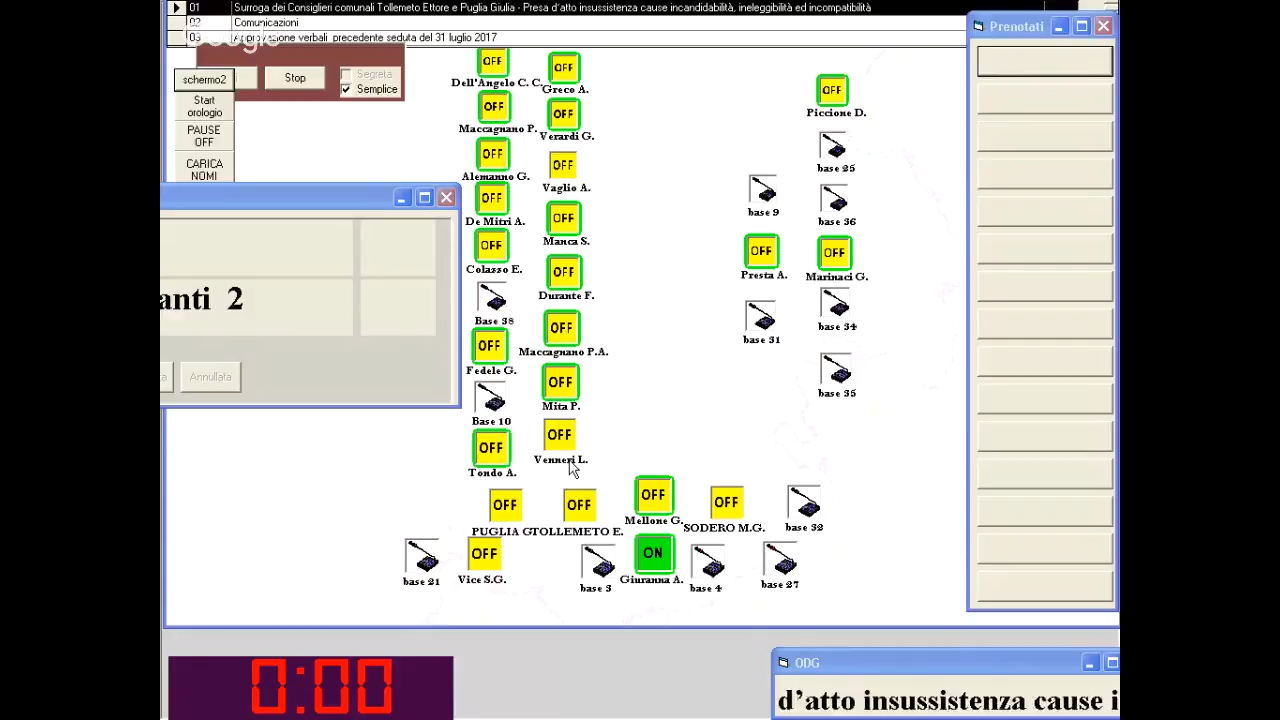 01 Surroga dei Consiglieri comunali Tollemeto Ettore e Puglia Giulia - Presa d'atto insussistenza cause incandidabilità, ineleggibilità ed incompatibilità
02 Comunicazioni
03 Approvazione verbali precedente seduta del 31 luglio 2017
Google
Prenotati
schermo2
Stop
Segreta
Semplice
Start orologio
PAUSE OFF
CARICA NOMI
OFF
Dell'Angelo C. C.
OFF
Greco A.
OFF
Maccagnano P.
OFF
Verardi G.
OFF
Alemanno G.
OFF
Vaglio A.
OFF
De Mitri A.
OFF
Manca S.
OFF
Colazzo E.
OFF
Durante F.
Base 38
OFF
Maccagnano P.A.
OFF
Fedele G.
OFF
Mita P.
Base 10
OFF
Venneri L.
OFF
Tondo A.
OFF
Piccione D.
base 25
base 9
base 36
OFF
Presta A.
OFF
Marinaci G.
base 34
base 31
base 35
anti 2
Annullata
OFF
PUGLIA G
OFF
TOLLEMETO E.
OFF
Mellone G.
OFF
SODERO M.G.
base 32
base 21
OFF
Vice S.G.
base 3
ON
Giuranna A.
base 4
base 27
0:00
ODG
d'atto insussistenza cause i